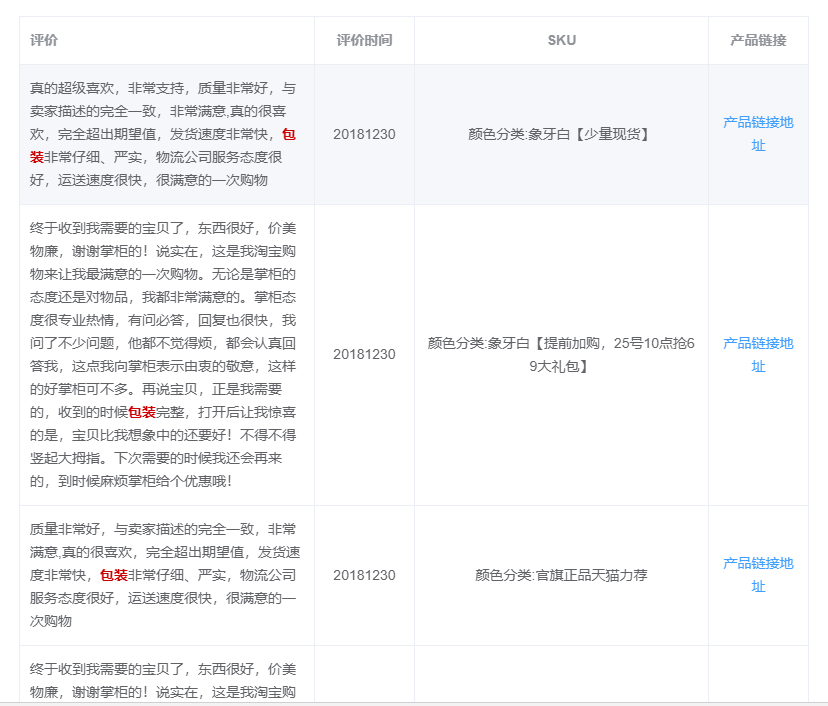 评价 评价时间 SKU 产品链接
真的超级喜欢，非常支持，质量非常好，与
卖家描述的完全一致，非常满意,真的很喜
欢，完全超出期望值，发货速度非常快，包
装非常仔细、严实，物流公司服务态度很
好，运送速度很快，很满意的一次购物
20181230
颜色分类:象牙白【少量现货】
产品链接地
址
终于收到我需要的宝贝了，东西很好，价美
物廉，谢谢掌柜的！说实在，这是我淘宝购
物来让我最满意的一次购物。无论是掌柜的
态度还是对物品，我都非常满意的。掌柜态
度很专业热情，有问必答，回复也很快，我
问了不少问题，他都不觉得烦，都会认真回
答我，这点我向掌柜表示由衷的敬意，这样
的好掌柜可不多。再说宝贝，正是我需要
的，收到的时候包装完整，打开后让我惊喜
的是，宝贝比我想象中的还要好！不得不得
竖起大拇指。下次需要的时候我还会再来
的，到时候麻烦掌柜给个优惠哦！
20181230
颜色分类:象牙白【提前加购，25号10点抢6
9大礼包】
产品链接地
址
质量非常好，与卖家描述的完全一致，非常
满意,真的很喜欢，完全超出期望值，发货速
度非常快，包装非常仔细、严实，物流公司
服务态度很好，运送速度很快，很满意的一
次购物
20181230
颜色分类:官旗正品天猫力荐
产品链接地
址
终于收到我需要的宝贝了，东西很好，价美
物廉，谢谢掌柜的！说实在，这是我淘宝购